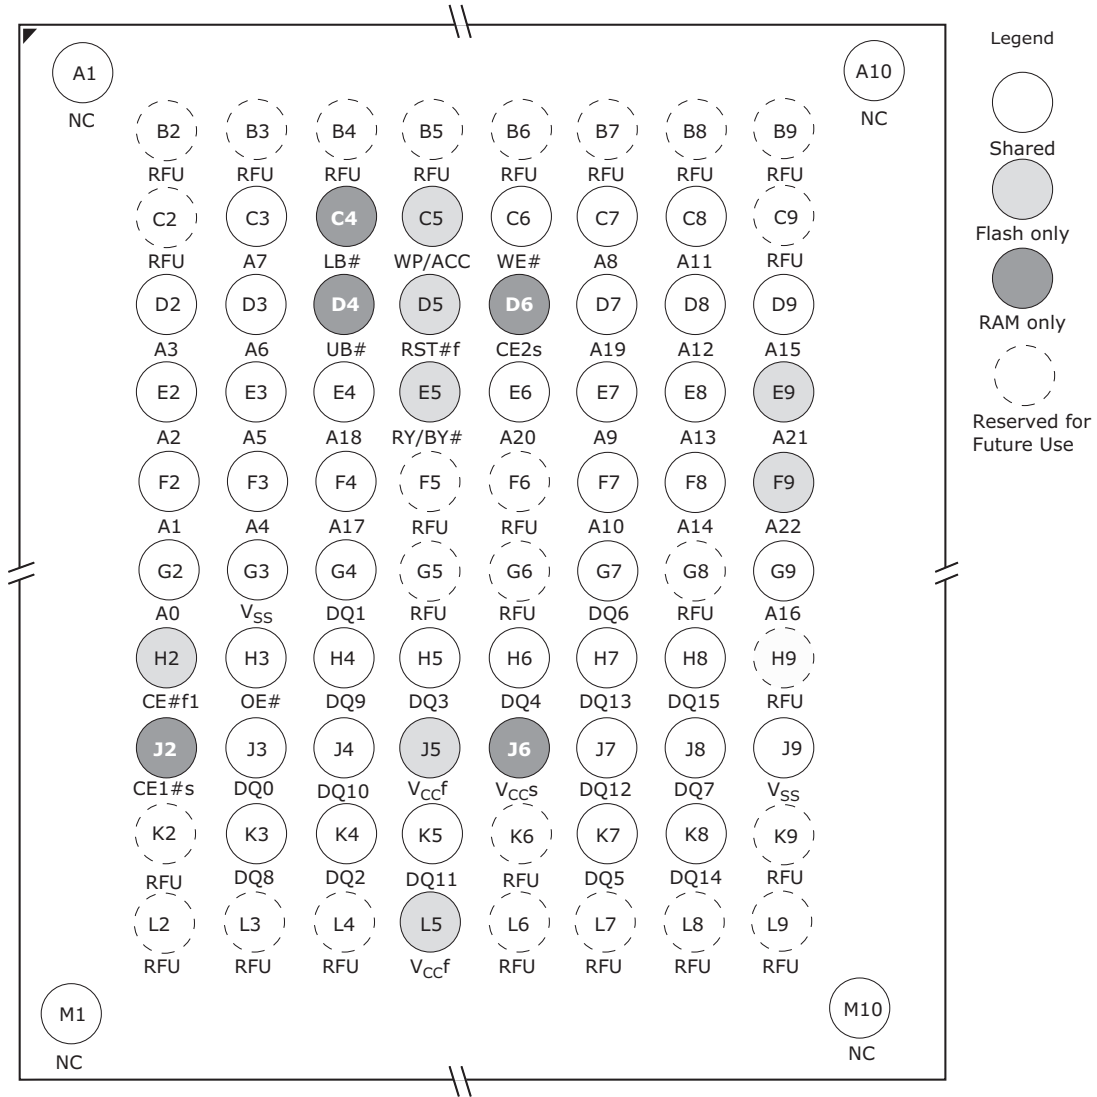 Legend
A1 A10
NC NC
B2 B3 B4 B5 B6 B7 B8 B9
RFU RFU RFU RFU RFU RFU RFU RFU
Shared
C2 C3 C4 C5 C6 C7 C8 C9
RFU A7 LB# WP/ACC WE# A8 A11 RFU
Flash only
D2 D3 D4 D5 D6 D7 D8 D9
A3 A6 UB# RST#f CE2s A19 A12 A15
RAM only
E2 E3 E4 E5 E6 E7 E8 E9
A2 A5 A18 RY/BY# A20 A9 A13 A21
Reserved for
Future Use
F2 F3 F4 F5 F6 F7 F8 F9
A1 A4 A17 RFU RFU A10 A14 A22
G2 G3 G4 G5 G6 G7 G8 G9
A0 VSS DQ1 RFU RFU DQ6 RFU A16
H2 H3 H4 H5 H6 H7 H8 H9
CE#f1 OE# DQ9 DQ3 DQ4 DQ13 DQ15 RFU
J2 J3 J4 J5 J6 J7 J8 J9
CE1#s DQ0 DQ10 VCCf VCCs DQ12 DQ7 VSS
K2 K3 K4 K5 K6 K7 K8 K9
RFU DQ8 DQ2 DQ11 RFU DQ5 DQ14 RFU
L2 L3 L4 L5 L6 L7 L8 L9
RFU RFU RFU VCCf RFU RFU RFU RFU
M1 M10
NC NC